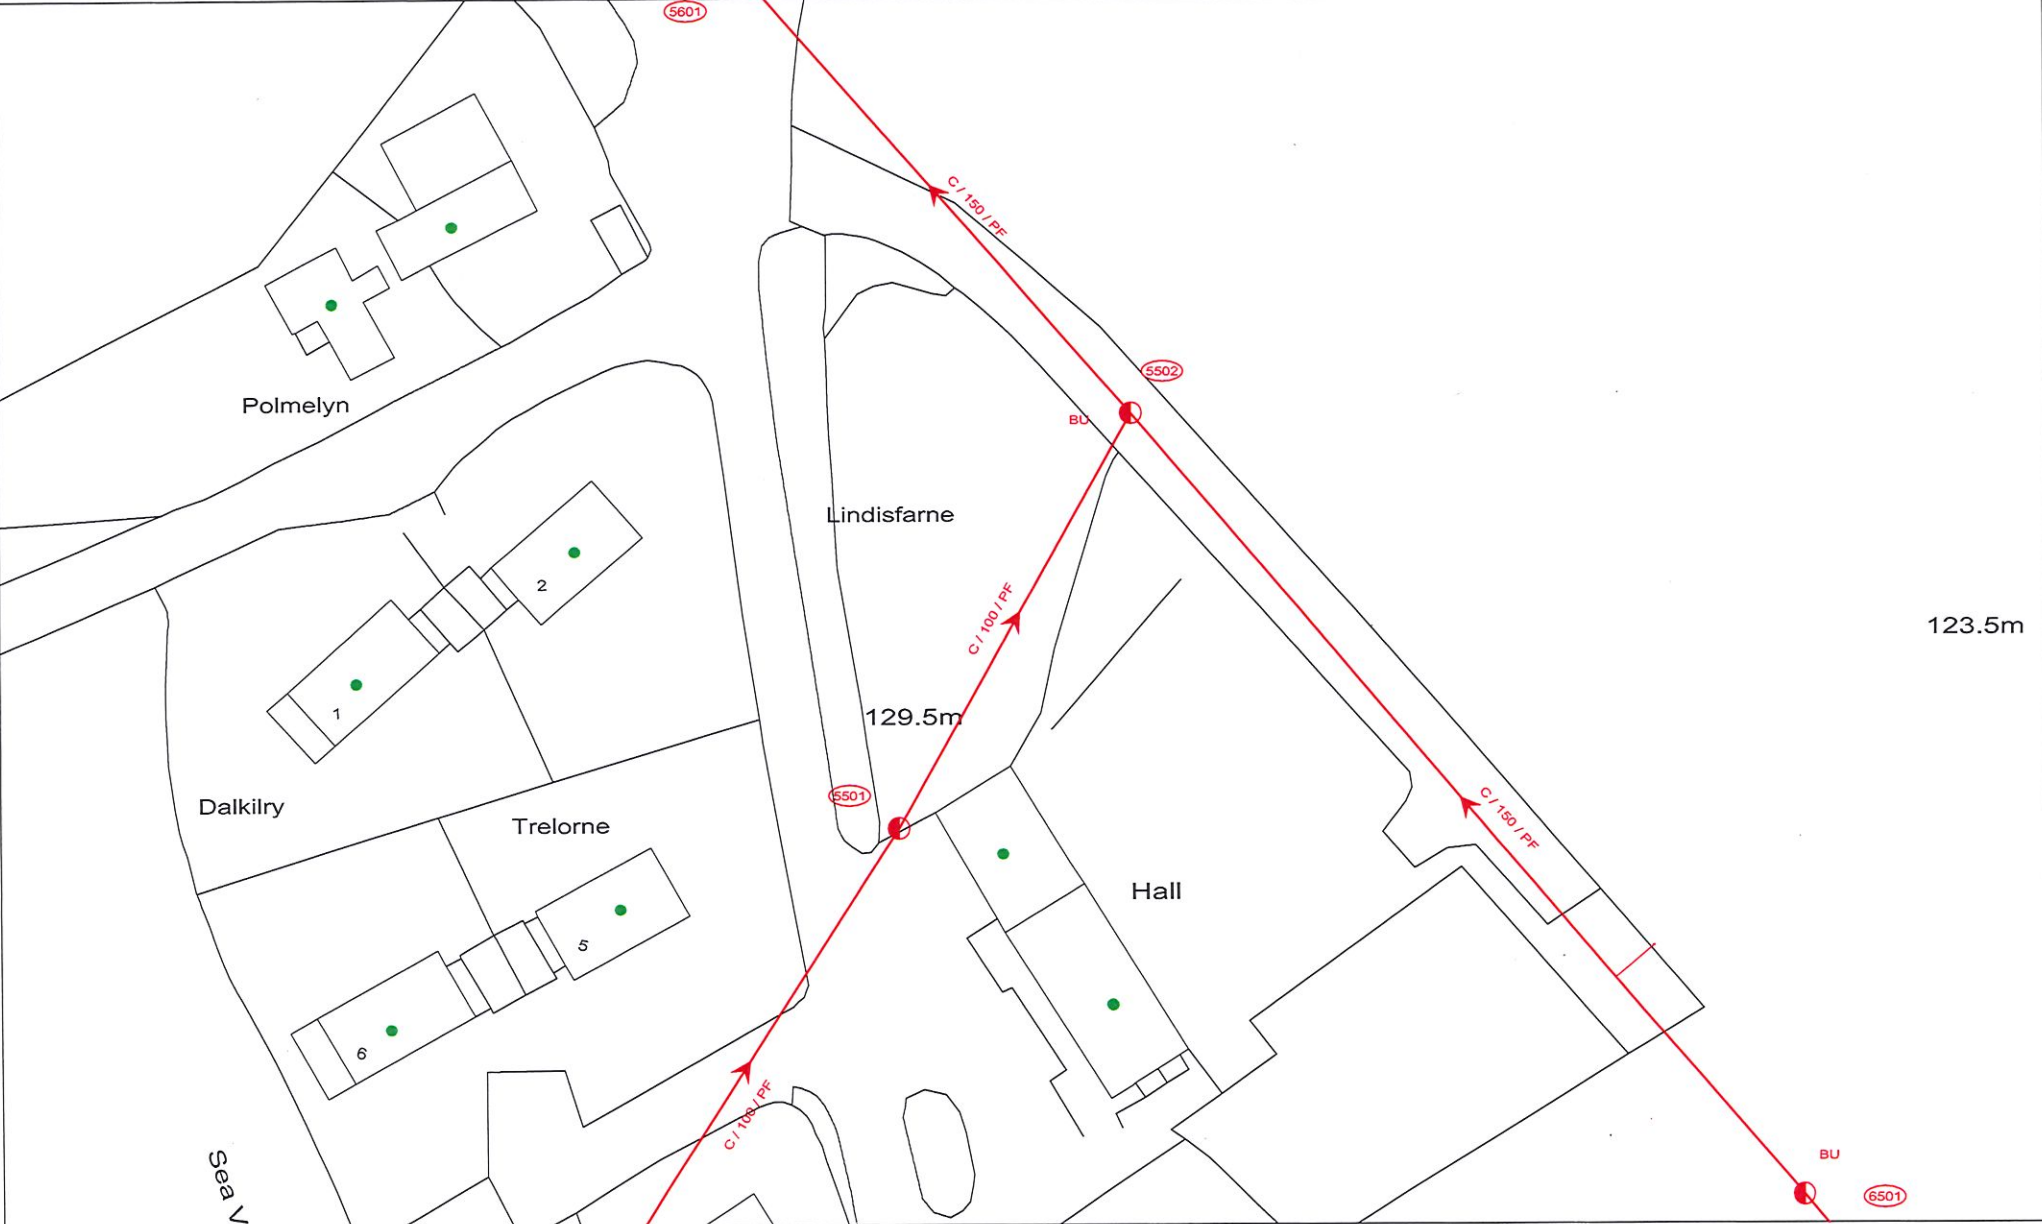 5601
C / 150 / PF
5502
BU
Polmelyn
Lindisfarne
2
C / 100 / PF
123.5m
1
129.5m
5501
Dalkilry
Trelorne
C / 150 / PF
Hall
5
6
C / 100 / PF
BU
6501
Sea V